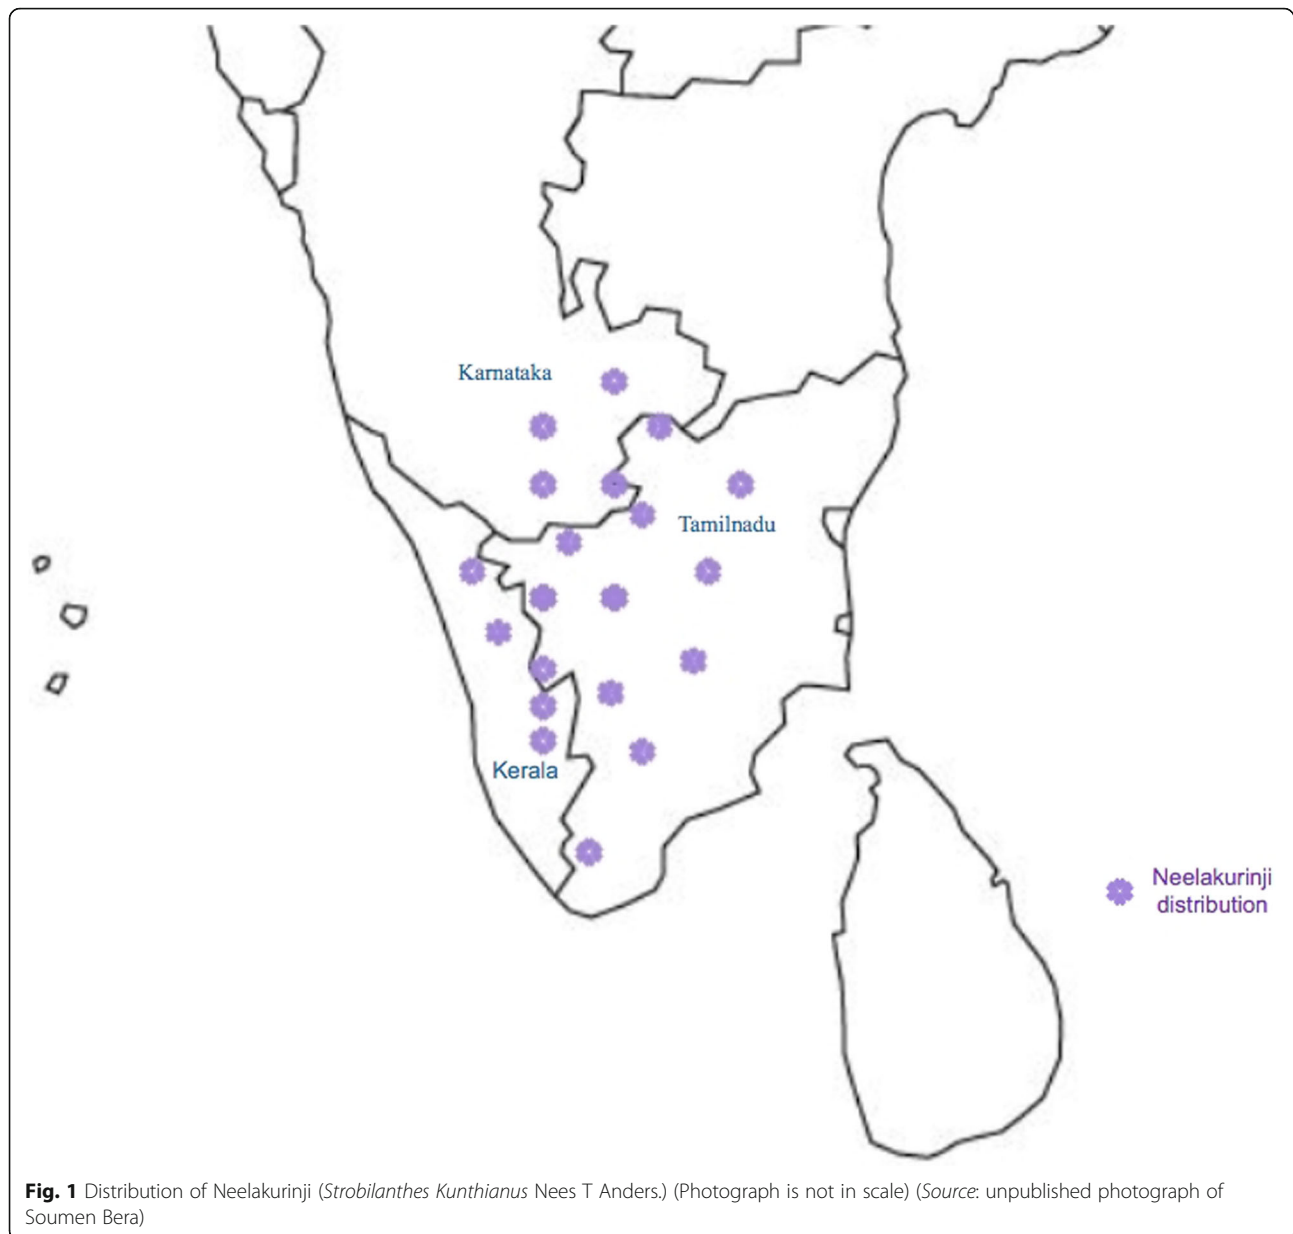 Karnataka
Tamilnadu
Kerala
Neelakurinji
distribution
Fig. 1 Distribution of Neelakurinji (Strobilanthes Kunthianus Nees T Anders.) (Photograph is not in scale) (Source: unpublished photograph of
Soumen Bera)